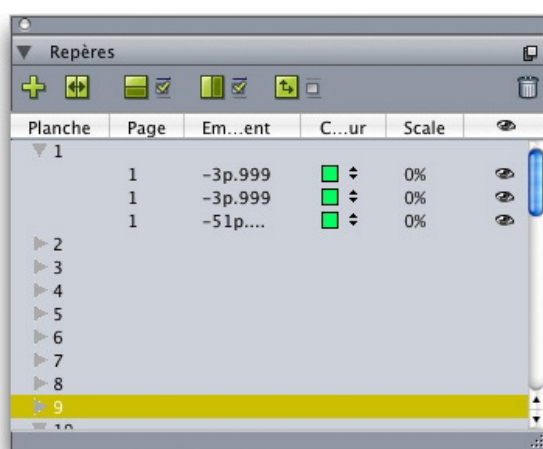 Repères
Planche Page Em...ent C...ur Scale
1
1 -3p.999 0%
1 -3p.999 0%
1 -51p.... 0%
2
3
4
5
6
7
8
9
10